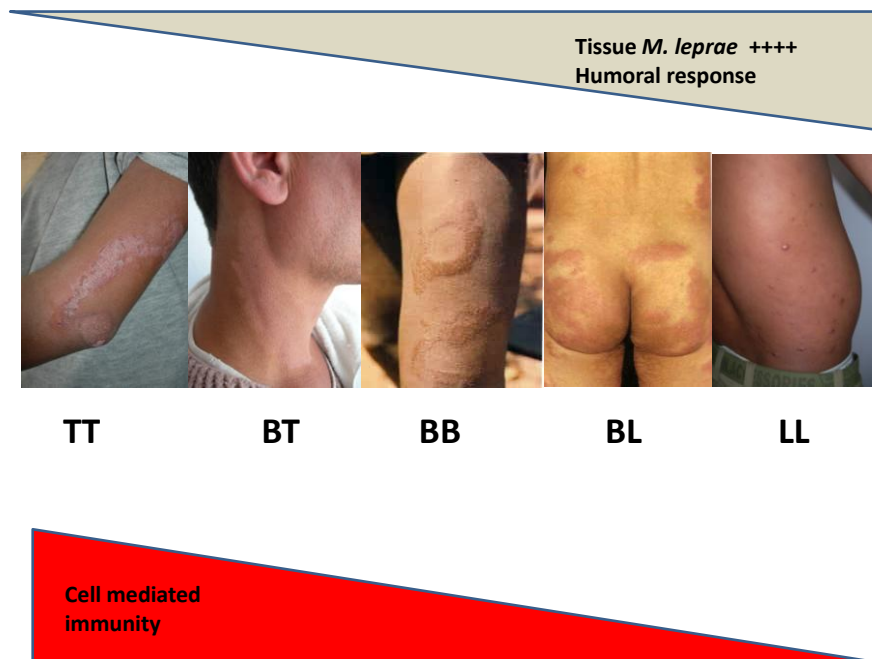 Tissue M. leprae ++++
Humoral response
TT BT BB BL LL
Cell mediated
immunity